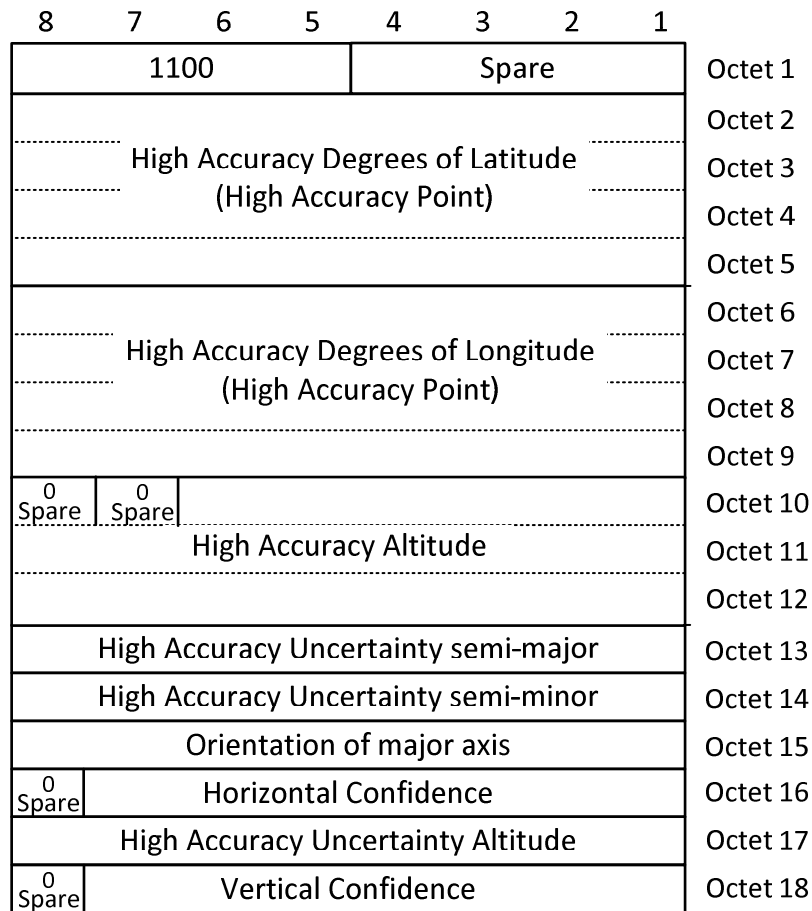 8 7 6 5 4 3 2 1
1100 Spare Octet 1
Octet 2
High Accuracy Degrees of Latitude
Octet 3
(High Accuracy Point)
Octet 4
Octet 5
Octet 6
High Accuracy Degrees of Longitude
Octet 7
(High Accuracy Point)
Octet 8
Octet 9
0 Spare 0 Spare Octet 10
High Accuracy Altitude Octet 11
Octet 12
High Accuracy Uncertainty semi-major Octet 13
High Accuracy Uncertainty semi-minor Octet 14
Orientation of major axis Octet 15
0 Spare Horizontal Confidence Octet 16
High Accuracy Uncertainty Altitude Octet 17
0 Spare Vertical Confidence Octet 18